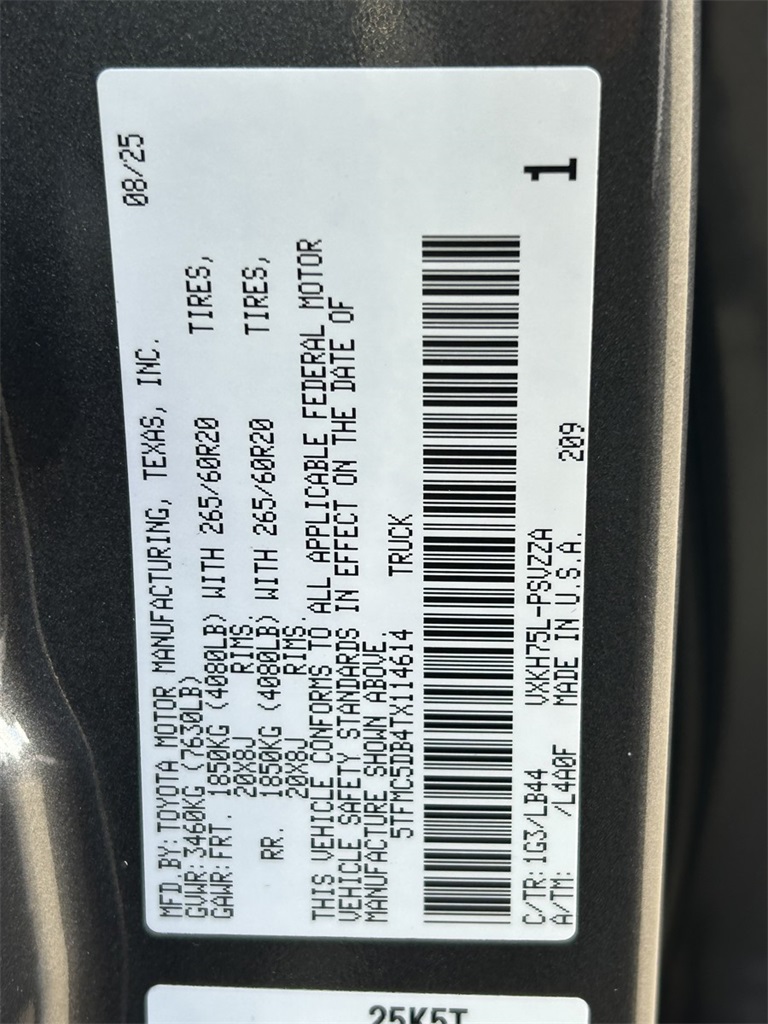 MFD. BY: TOYOTA MOTOR MANUFACTURING, TEXAS, INC. 08/25
GVWR: 3460KG (7630LB)
GAWR: FRT. 1850KG (4080LB) WITH 265/60R20 TIRES,
20X8J RIMS.
RR. 1850KG (4080LB) WITH 265/60R20 TIRES,
20X8J RIMS.
THIS VEHICLE CONFORMS TO ALL APPLICABLE FEDERAL MOTOR
VEHICLE SAFETY STANDARDS IN EFFECT ON THE DATE OF
MANUFACTURE SHOWN ABOVE.
5TFMC5DB4TX114614 TRUCK
C/TR: 1G3/LB44 VXKH75L-PSVZZA 1
A/TM: /L4A0F MADE IN U.S.A. 209
25K5T